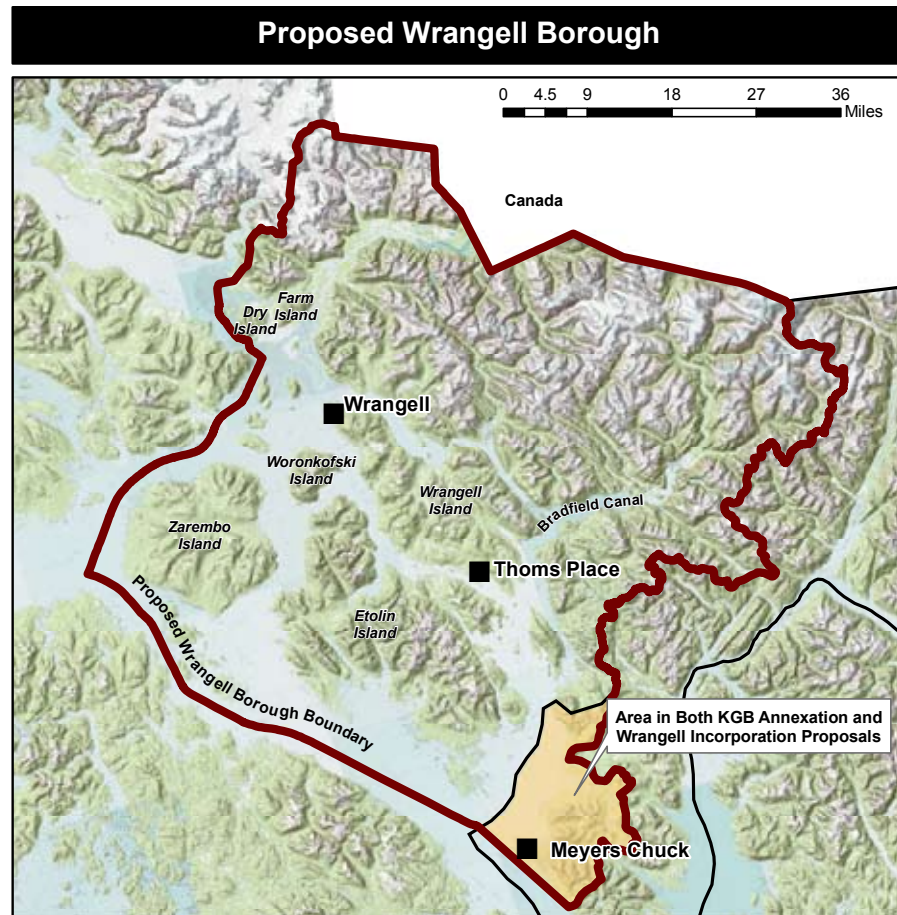 Proposed Wrangell Borough
0 4.5 9 18 27 36
Miles
Canada
Farm
Island
Dry
Island
Wrangell
Woronkofski
Island
Wrangell
Island
Bradfield Canal
Zarembo
Island
Thoms Place
Etolin
Island
Proposed Wrangell Borough Boundary
Area in Both KGB Annexation and
Wrangell Incorporation Proposals
Meyers Chuck